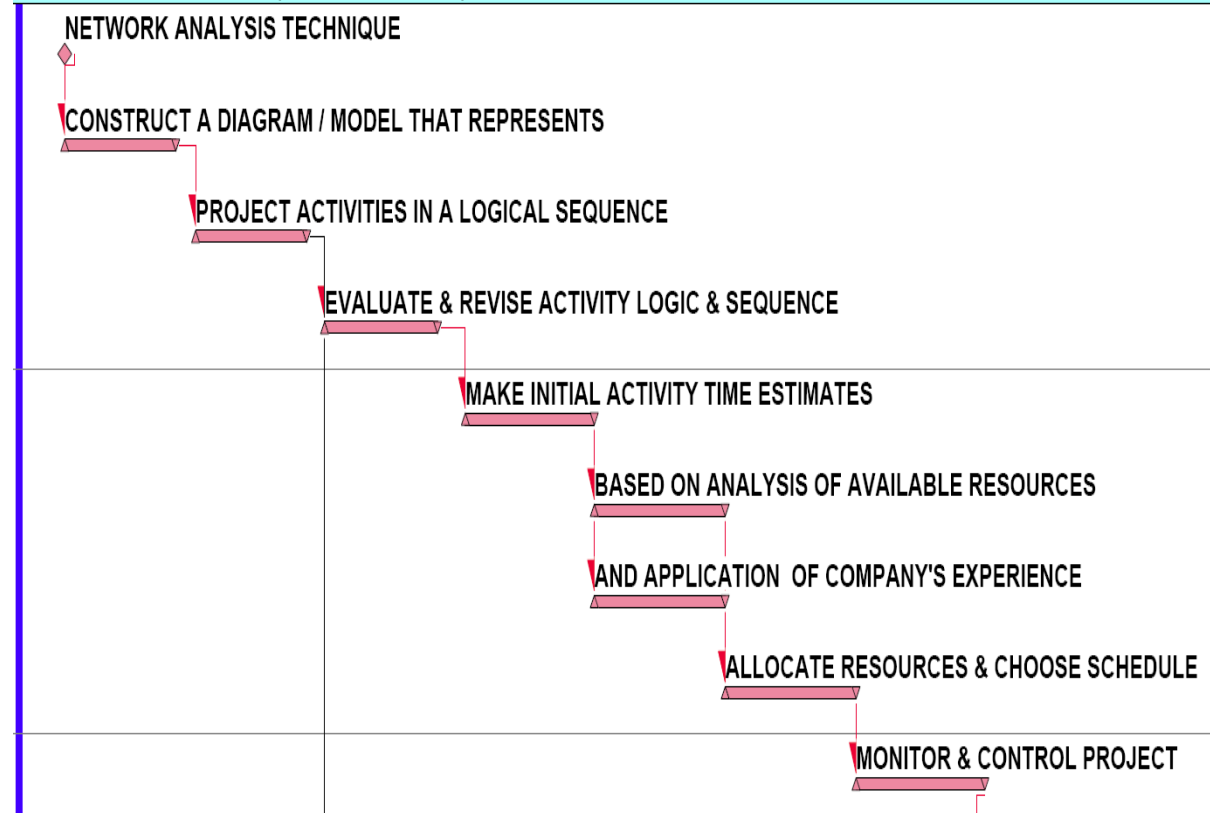 NETWORK ANALYSIS TECHNIQUE
CONSTRUCT A DIAGRAM / MODEL THAT REPRESENTS
PROJECT ACTIVITIES IN A LOGICAL SEQUENCE
EVALUATE & REVISE ACTIVITY LOGIC & SEQUENCE
MAKE INITIAL ACTIVITY TIME ESTIMATES
BASED ON ANALYSIS OF AVAILABLE RESOURCES
AND APPLICATION OF COMPANY'S EXPERIENCE
ALLOCATE RESOURCES & CHOOSE SCHEDULE
MONITOR & CONTROL PROJECT